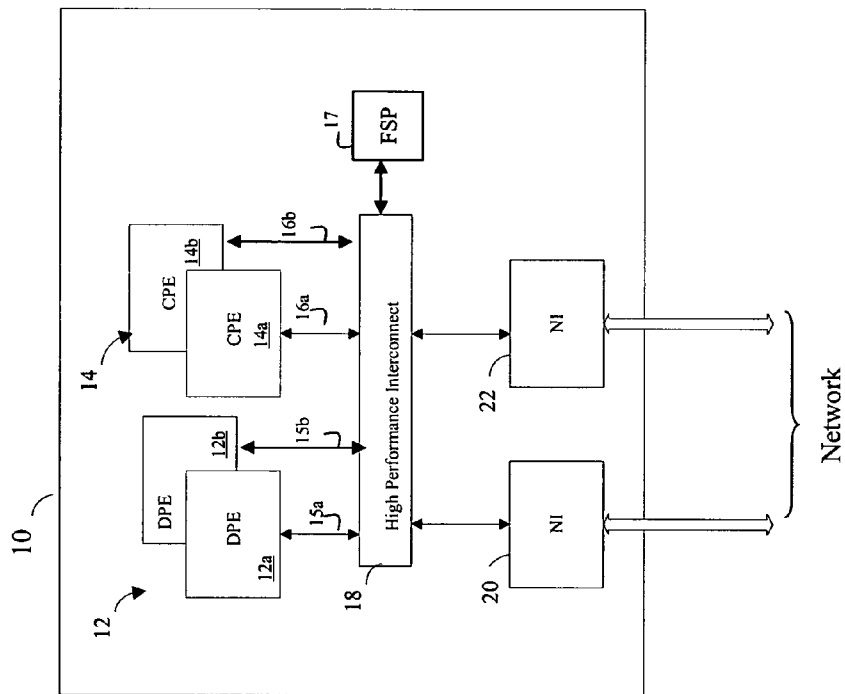 10
12
DPE
12b
DPE
12a
14
CPE
14b
CPE
14a
15a
15b
16a
16b
17
FSP
18
High Performance Interconnect
20
NI
22
NI
Network